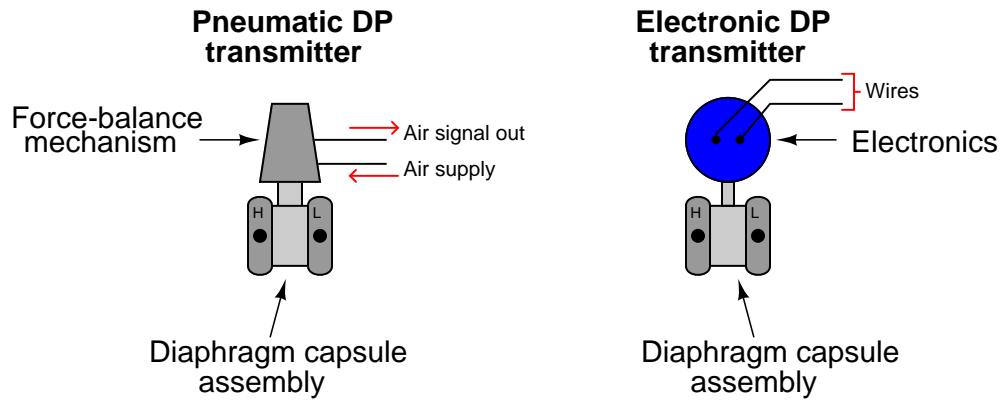 Pneumatic DP
transmitter
Force-balance
mechanism
Air signal out
Air supply
H
L
Diaphragm capsule
assembly
Electronic DP
transmitter
Wires
Electronics
H
L
Diaphragm capsule
assembly